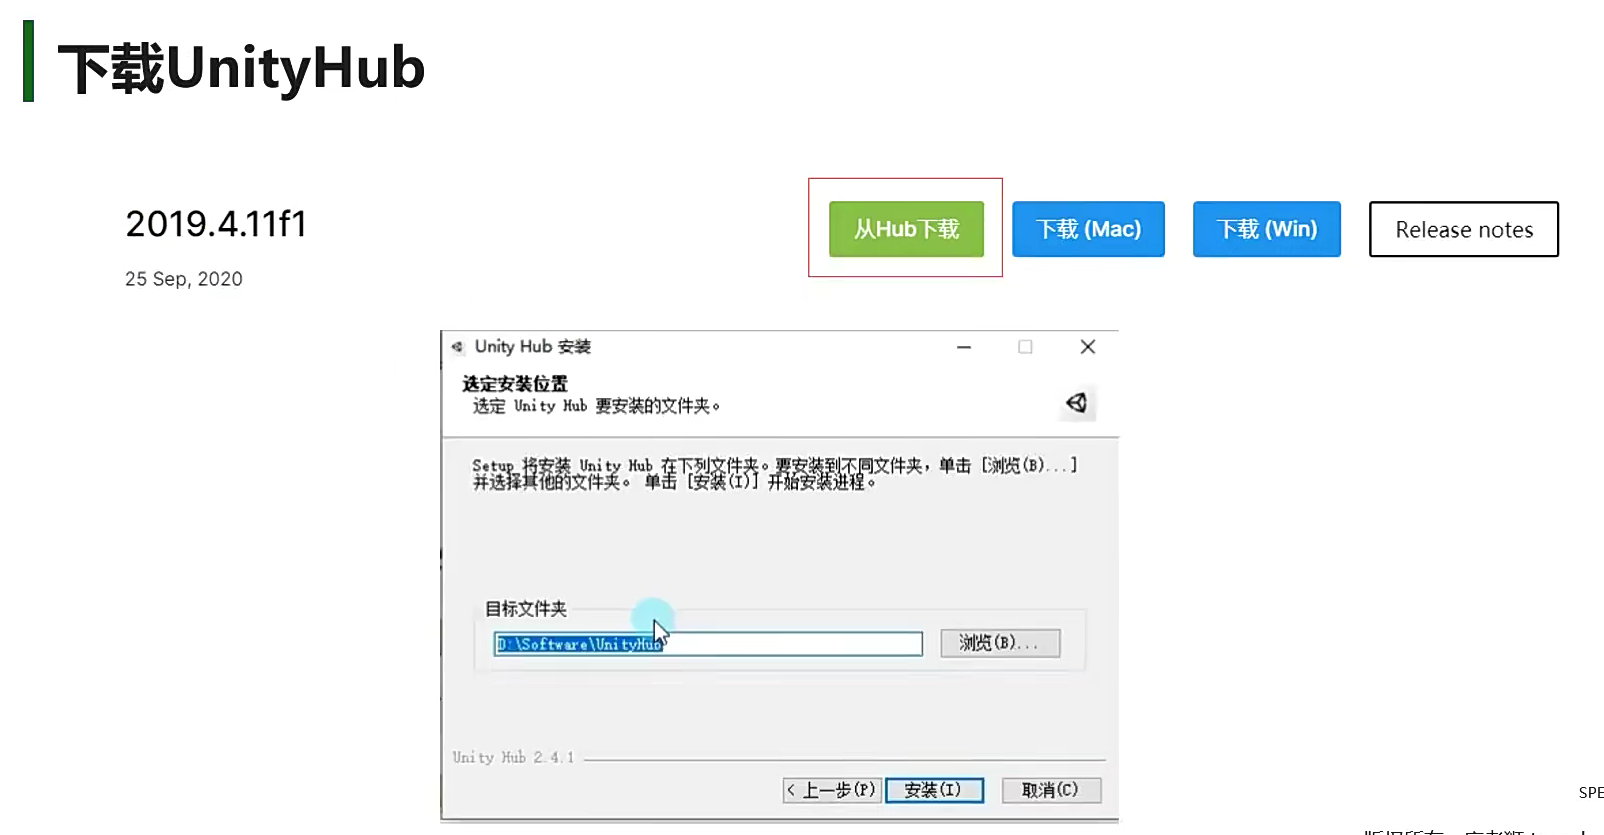 下载UnityHub
2019.4.11f1
从Hub下载
下载 (Mac)
下载 (Win)
Release notes
25 Sep, 2020
Unity Hub 安装
选定安装位置
选定 Unity Hub 要安装的文件夹。
Setup 将安装 Unity Hub 在下列文件夹。要安装到不同文件夹，单击 [浏览(B)...]
并选择其他的文件夹。 单击 [安装(I)] 开始安装进程。
目标文件夹
D:\Software\UnityHub
浏览(B)...
Unity Hub 2.4.1
< 上一步(P)
安装(I)
取消(C)
SPE